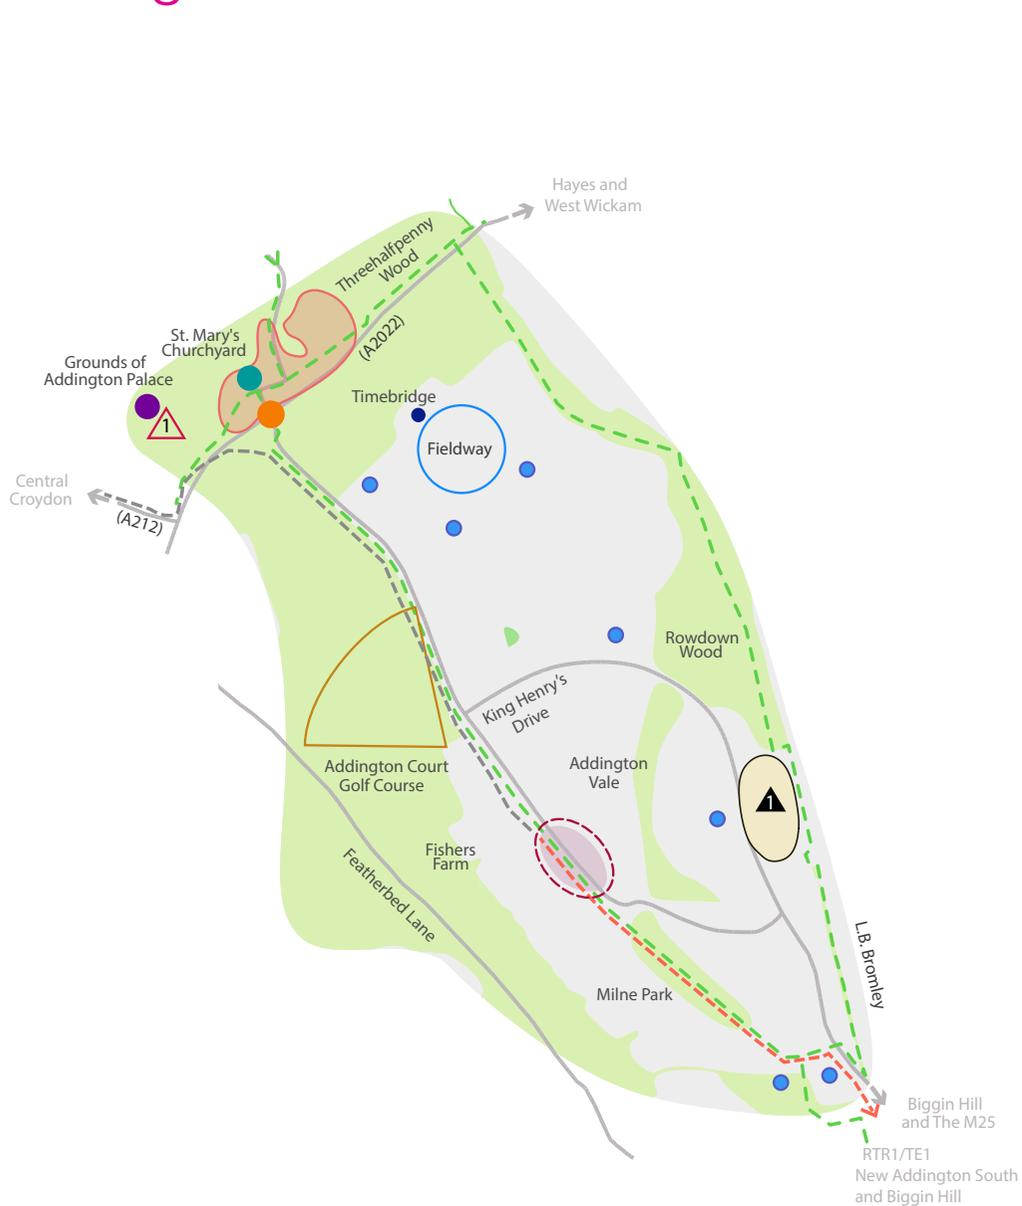 Hayes and
West Wickam
Threehalfpenny
Wood
St. Mary's
Churchyard
(A2022)
Grounds of
Addington Palace
1
Timebridge
Fieldway
Central
Croydon
(A212)
Rowdown
Wood
King Henry's
Drive
Addington
Vale
Addington Court
Golf Course
1
Fishers
Farm
Featherbed Lane
L.B. Bromley
Milne Park
Biggin Hill
and The M25
RTR1/TE1
New Addington South
and Biggin Hill